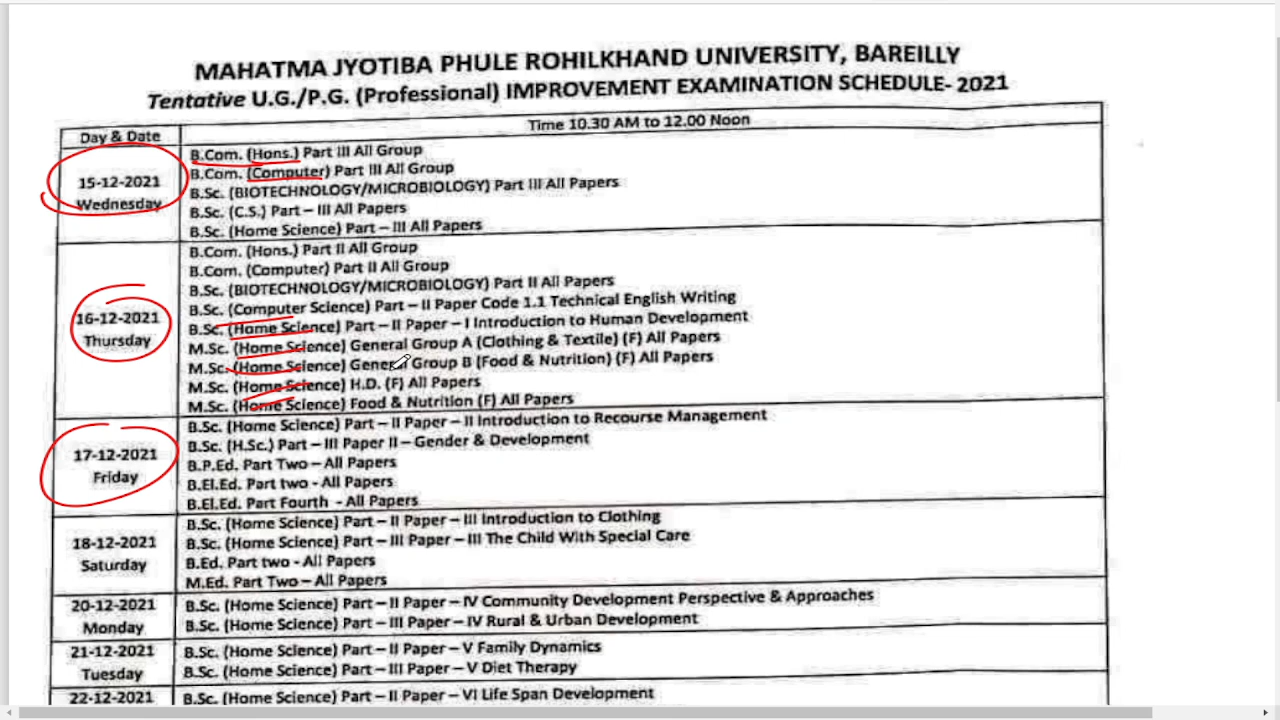 MAHATMA JYOTIBA PHULE ROHILKHAND UNIVERSITY, BAREILLY
Tentative U.G./P.G. (Professional) IMPROVEMENT EXAMINATION SCHEDULE- 2021
Day & Date
Time 10.30 AM to 12.00 Noon
15-12-2021
Wednesday
B.Com. (Hons.) Part III All Group
B.Com. (Computer) Part III All Group
B.Sc. (BIOTECHNOLOGY/MICROBIOLOGY) Part III All Papers
B.Sc. (C.S.) Part – III All Papers
B.Sc. (Home Science) Part – III All Papers
16-12-2021
Thursday
B.Com. (Hons.) Part II All Group
B.Com. (Computer) Part II All Group
B.Sc. (BIOTECHNOLOGY/MICROBIOLOGY) Part II All Papers
B.Sc. (Computer Science) Part – II Paper Code 1.1 Technical English Writing
B.Sc. (Home Science) Part – II Paper – I Introduction to Human Development
M.Sc. (Home Science) General Group A (Clothing & Textile) (F) All Papers
M.Sc. (Home Science) General Group B (Food & Nutrition) (F) All Papers
M.Sc. (Home Science) H.D. (F) All Papers
M.Sc. (Home Science) Food & Nutrition (F) All Papers
17-12-2021
Friday
B.Sc. (Home Science) Part – II Paper – II Introduction to Recourse Management
B.Sc. (H.Sc.) Part – III Paper II – Gender & Development
B.P.Ed. Part Two – All Papers
B.El.Ed. Part two - All Papers
B.El.Ed. Part Fourth - All Papers
18-12-2021
Saturday
B.Sc. (Home Science) Part – II Paper – III Introduction to Clothing
B.Sc. (Home Science) Part – III Paper – III The Child With Special Care
B.Ed. Part two - All Papers
M.Ed. Part Two – All Papers
20-12-2021
Monday
B.Sc. (Home Science) Part – II Paper – IV Community Development Perspective & Approaches
B.Sc. (Home Science) Part – III Paper – IV Rural & Urban Development
21-12-2021
Tuesday
B.Sc. (Home Science) Part – II Paper – V Family Dynamics
B.Sc. (Home Science) Part – III Paper – V Diet Therapy
22-12-2021
B.Sc. (Home Science) Part – II Paper – VI Life Span Development